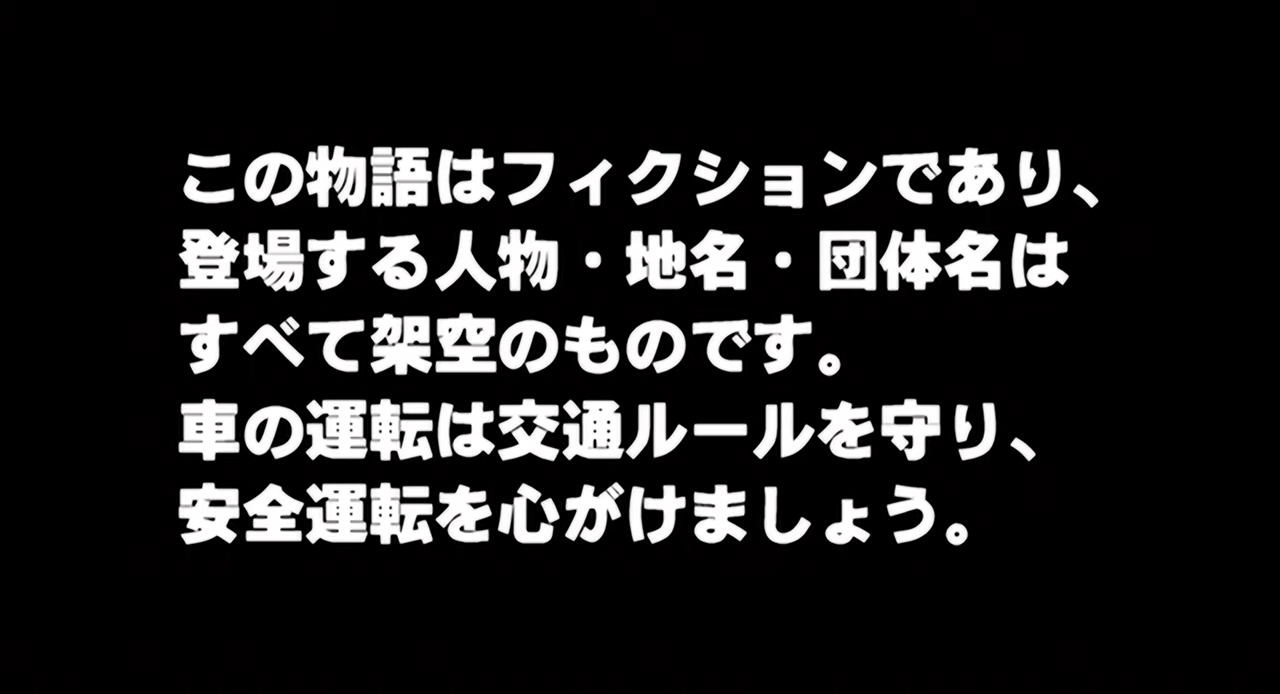 この物語はフィクションであり、
登場する人物・地名・団体名は
すべて架空のものです。
車の運転は交通ルールを守り、
安全運転を心がけましょう。